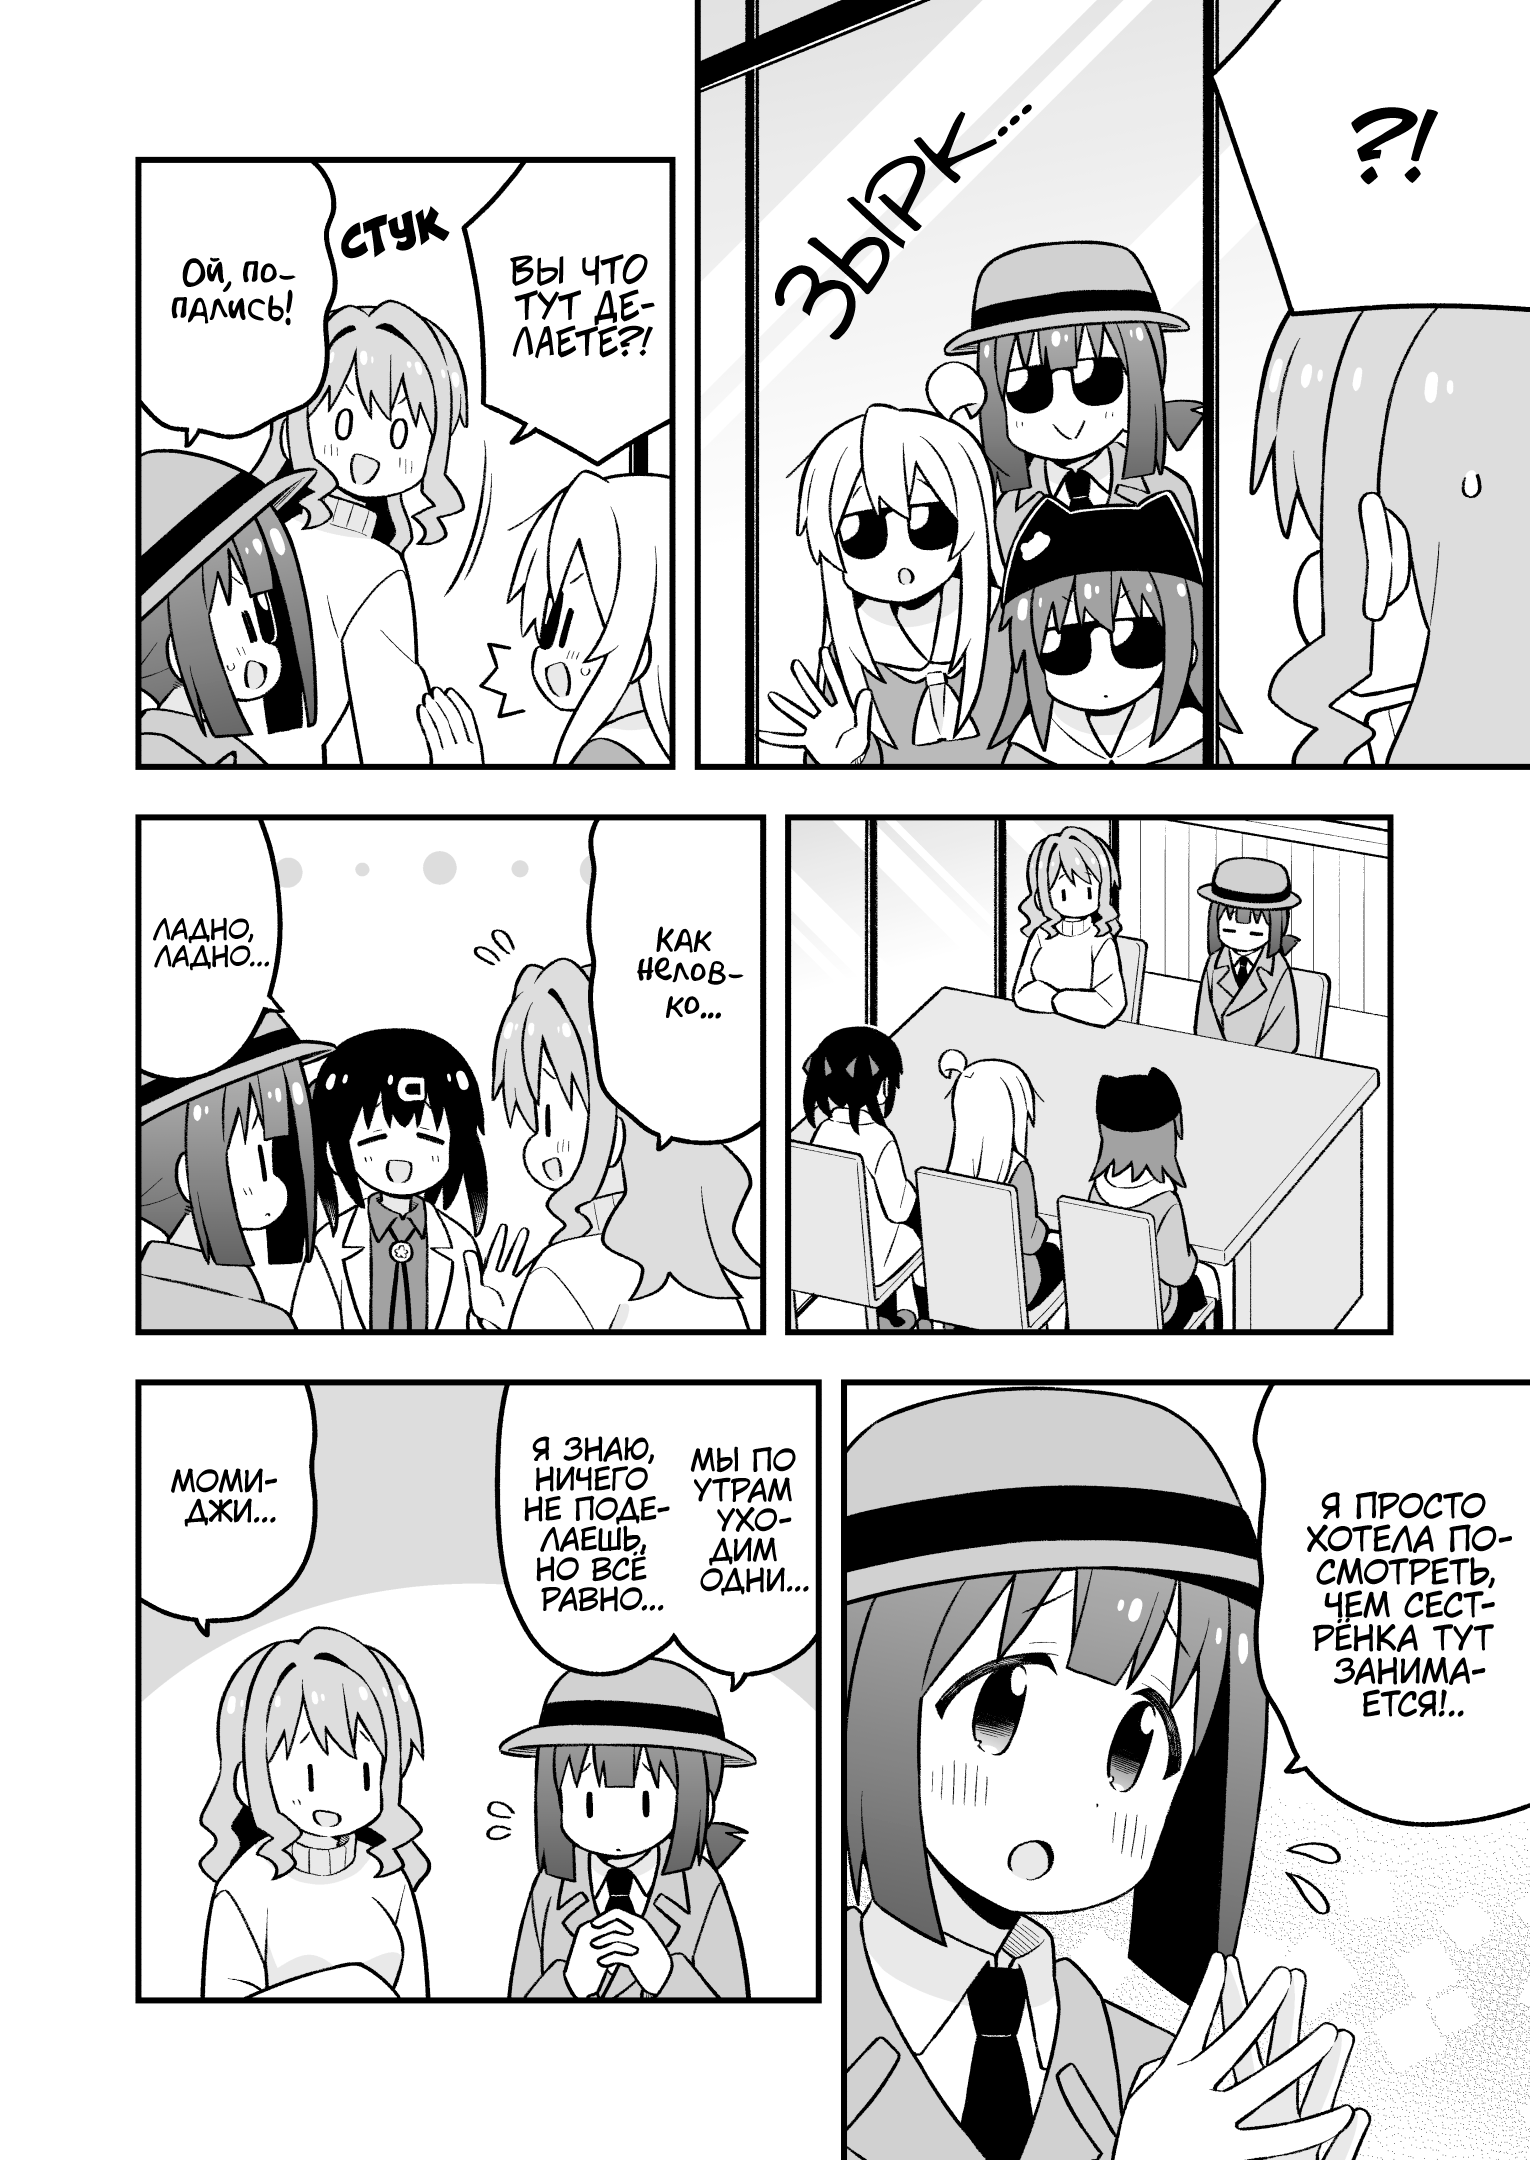 ?!
ЗЫРК...
ВЫ ЧТО
ТУТ ДЕ-
ЛАЕТЕ?!
СТУК
ОЙ, ПО-
ПАЛИСЬ!
КАК
НЕЛОВ-
КО...
ЛАДНО,
ЛАДНО...
Я ПРОСТО
ХОТЕЛА ПО-
СМОТРЕТЬ,
ЧЕМ СЕСТ-
РЁНКА ТУТ
ЗАНИМА-
ЕТСЯ!..
МЫ ПО
УТРАМ
УХО-
ДИМ
ОДНИ...
Я ЗНАЮ,
НИЧЕГО
НЕ ПОДЕ-
ЛАЕШЬ,
НО ВСЁ
РАВНО...
МОМИ-
ДЖИ...